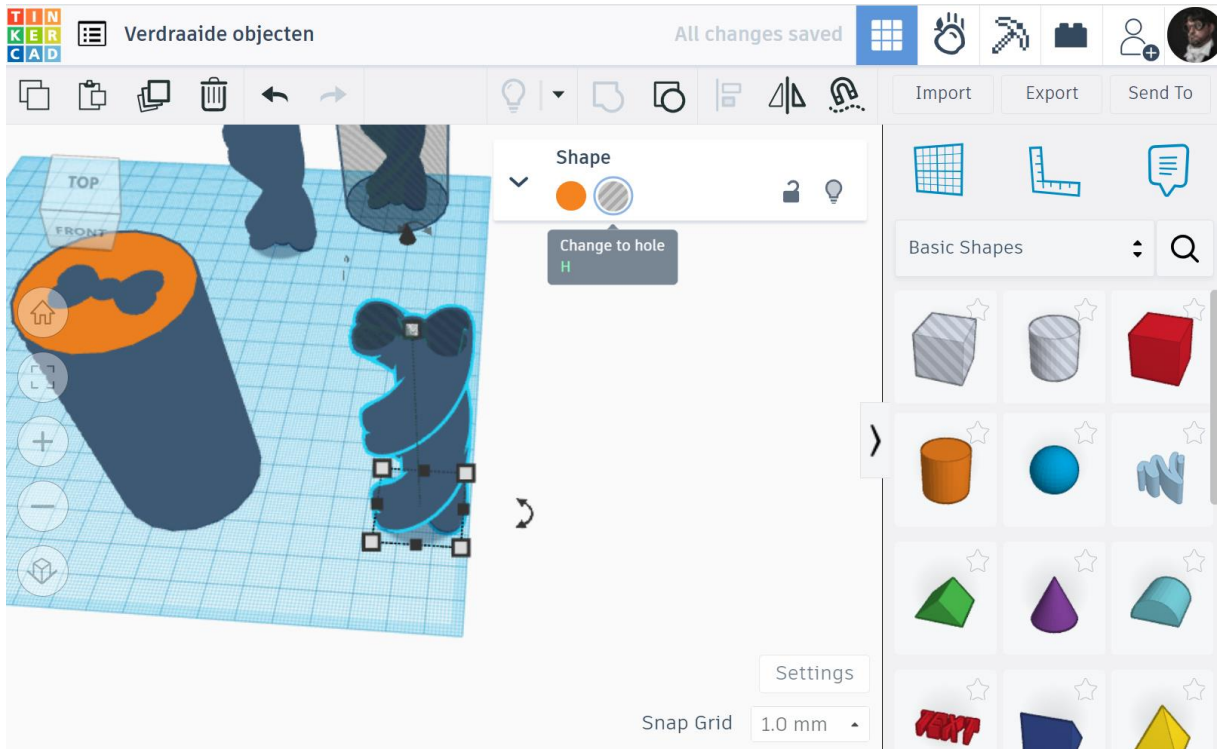 TIN
KER
CAD
Verdraaide objecten
All changes saved
Import
Export
Send To
TOP
FRONT
Shape
Change to hole
H
Basic Shapes
TEXT
Settings
Snap Grid
1.0 mm